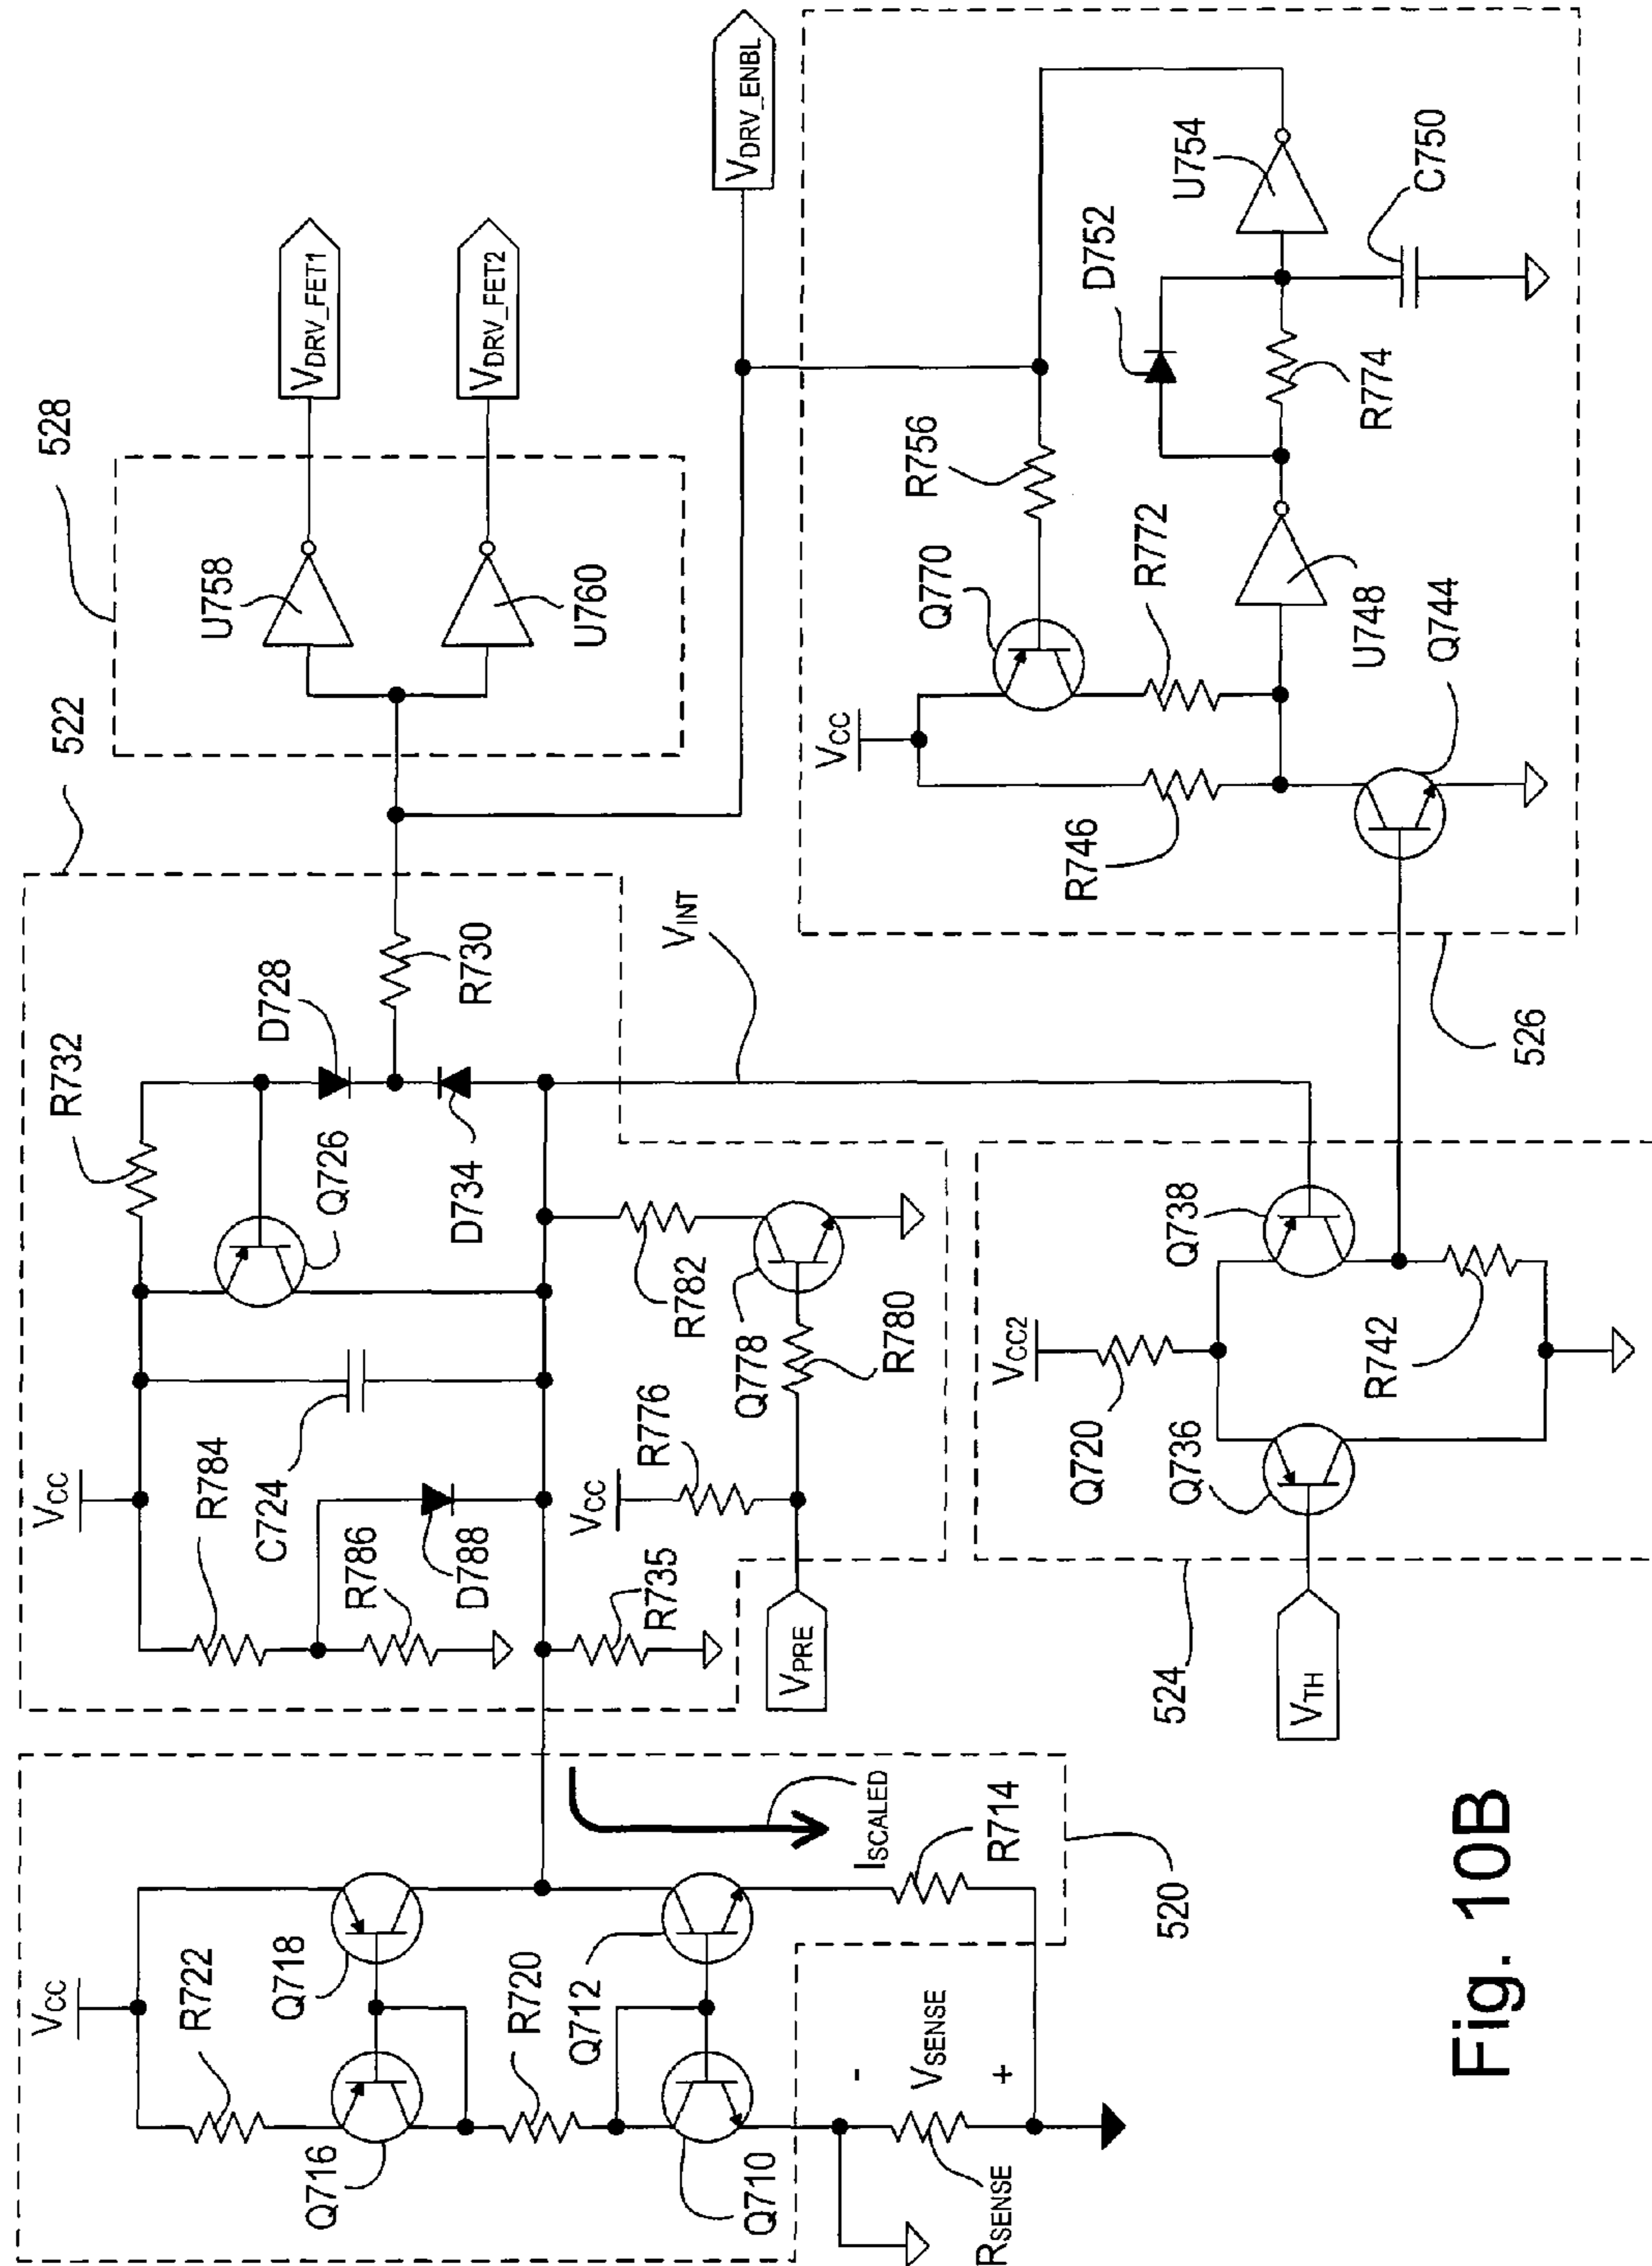 VCC
R722
Q716
Q718
R720
Q712
Q710
VSENSE
-
+
RSENSE
R714
ISCALED
520
522
VCC
R784
R786
C724
D788
R735
R732
Q726
D728
D734
R730
R782
VCC
R776
Q778
R780
VPRE
VINT
528
U758
U760
VDRV_FET1
VDRV_FET2
VDRV_ENBL
524
VTH
VCC2
Q720
Q736
Q738
R742
526
VCC
R746
Q770
R772
R756
U748
Q744
D752
R774
U754
C750
Fig. 10B